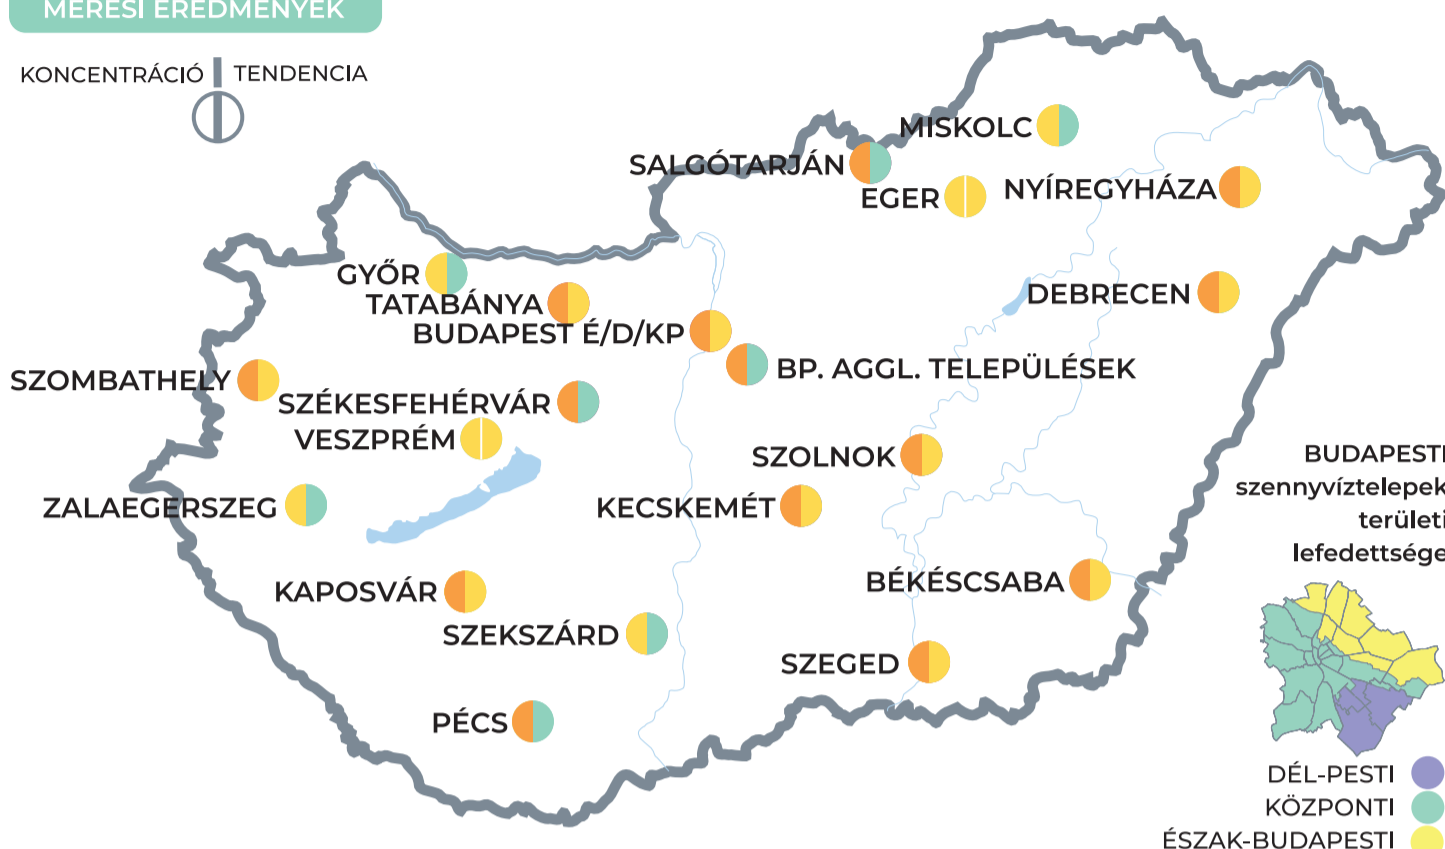 MÉRÉSI EREDMÉNYEK
KONCENTRÁCIÓ TENDENCIA
MISKOLC
SALGÓTARJÁN
EGER
NYÍREGYHÁZA
GYŐR
TATABÁNYA
DEBRECEN
BUDAPEST É/D/KP
BP. AGGL. TELEPÜLÉSEK
SZOMBATHELY
SZÉKESFEHÉRVÁR
VESZPRÉM
SZOLNOK
ZALAEGERSZEG
KECSKEMÉT
BUDAPESTI
szennyvíztelepek
területi
lefedettsége
KAPOSVÁR
BÉKÉSCSABA
SZEKSZÁRD
SZEGED
PÉCS
DÉL-PESTI
KÖZPONTI
ÉSZAK-BUDAPESTI